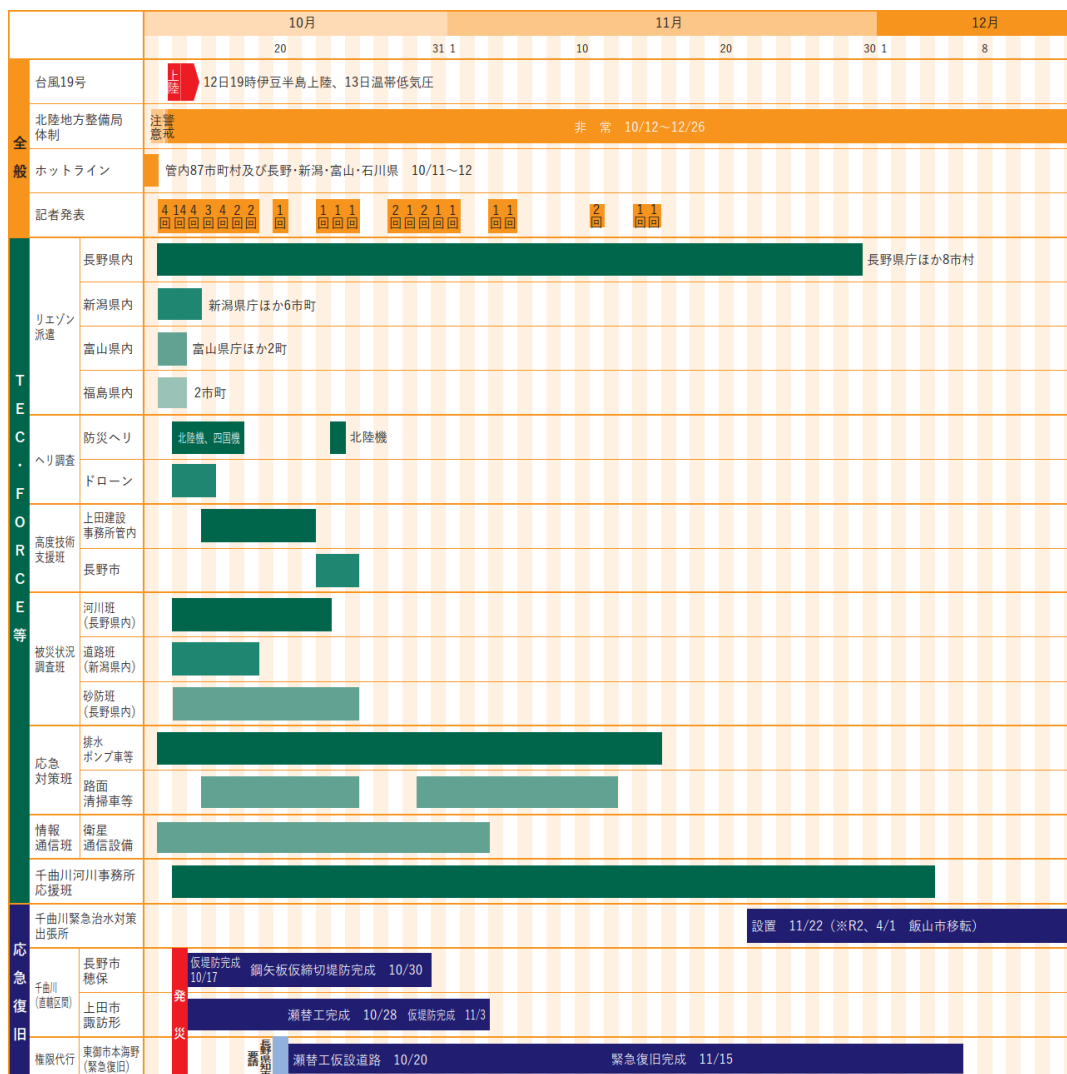 10月 11月 12月
20 31 1 10 20 30 1 8
全般
台風19号
上陸
12日19時伊豆半島上陸、13日温帯低気圧
北陸地方整備局
体制
注意
警戒
非 常 10/12～12/26
ホットライン
管内87市町村及び長野・新潟・富山・石川県 10/11～12
記者発表
4 14 4 3 4 2 2 1 1 1 1 2 1 2 1 1 1 1 2 1 1
回 回 回 回 回 回 回 回 回 回 回 回 回 回 回 回 回 回 回 回 回
TEC・FORCE等
リエゾン
派遣
長野県内
長野県庁ほか8市村
新潟県内
新潟県庁ほか6市町
富山県内
富山県庁ほか2町
福島県内
2市町
ヘリ調査
防災ヘリ
北陸機、四国機
北陸機
ドローン
高度技術
支援班
上田建設
事務所管内
長野市
被災状況
調査班
河川班
(長野県内)
道路班
(新潟県内)
砂防班
(長野県内)
応急
対策班
排水
ポンプ車等
路面
清掃車等
情報
通信班
衛星
通信設備
千曲川河川事務所
応援班
応急復旧
千曲川緊急治水対策
出張所
設置 11/22（※R2、4/1 飯山市移転）
発災
千曲川
(直轄区間)
長野市
穂保
仮堤防完成
10/17
鋼矢板仮締切堤防完成 10/30
上田市
諏訪形
瀬替工完成 10/28 仮堤防完成 11/3
権限代行
東御市本海野
(緊急復旧)
長野県知事
要請
瀬替工仮設道路 10/20
緊急復旧完成 11/15